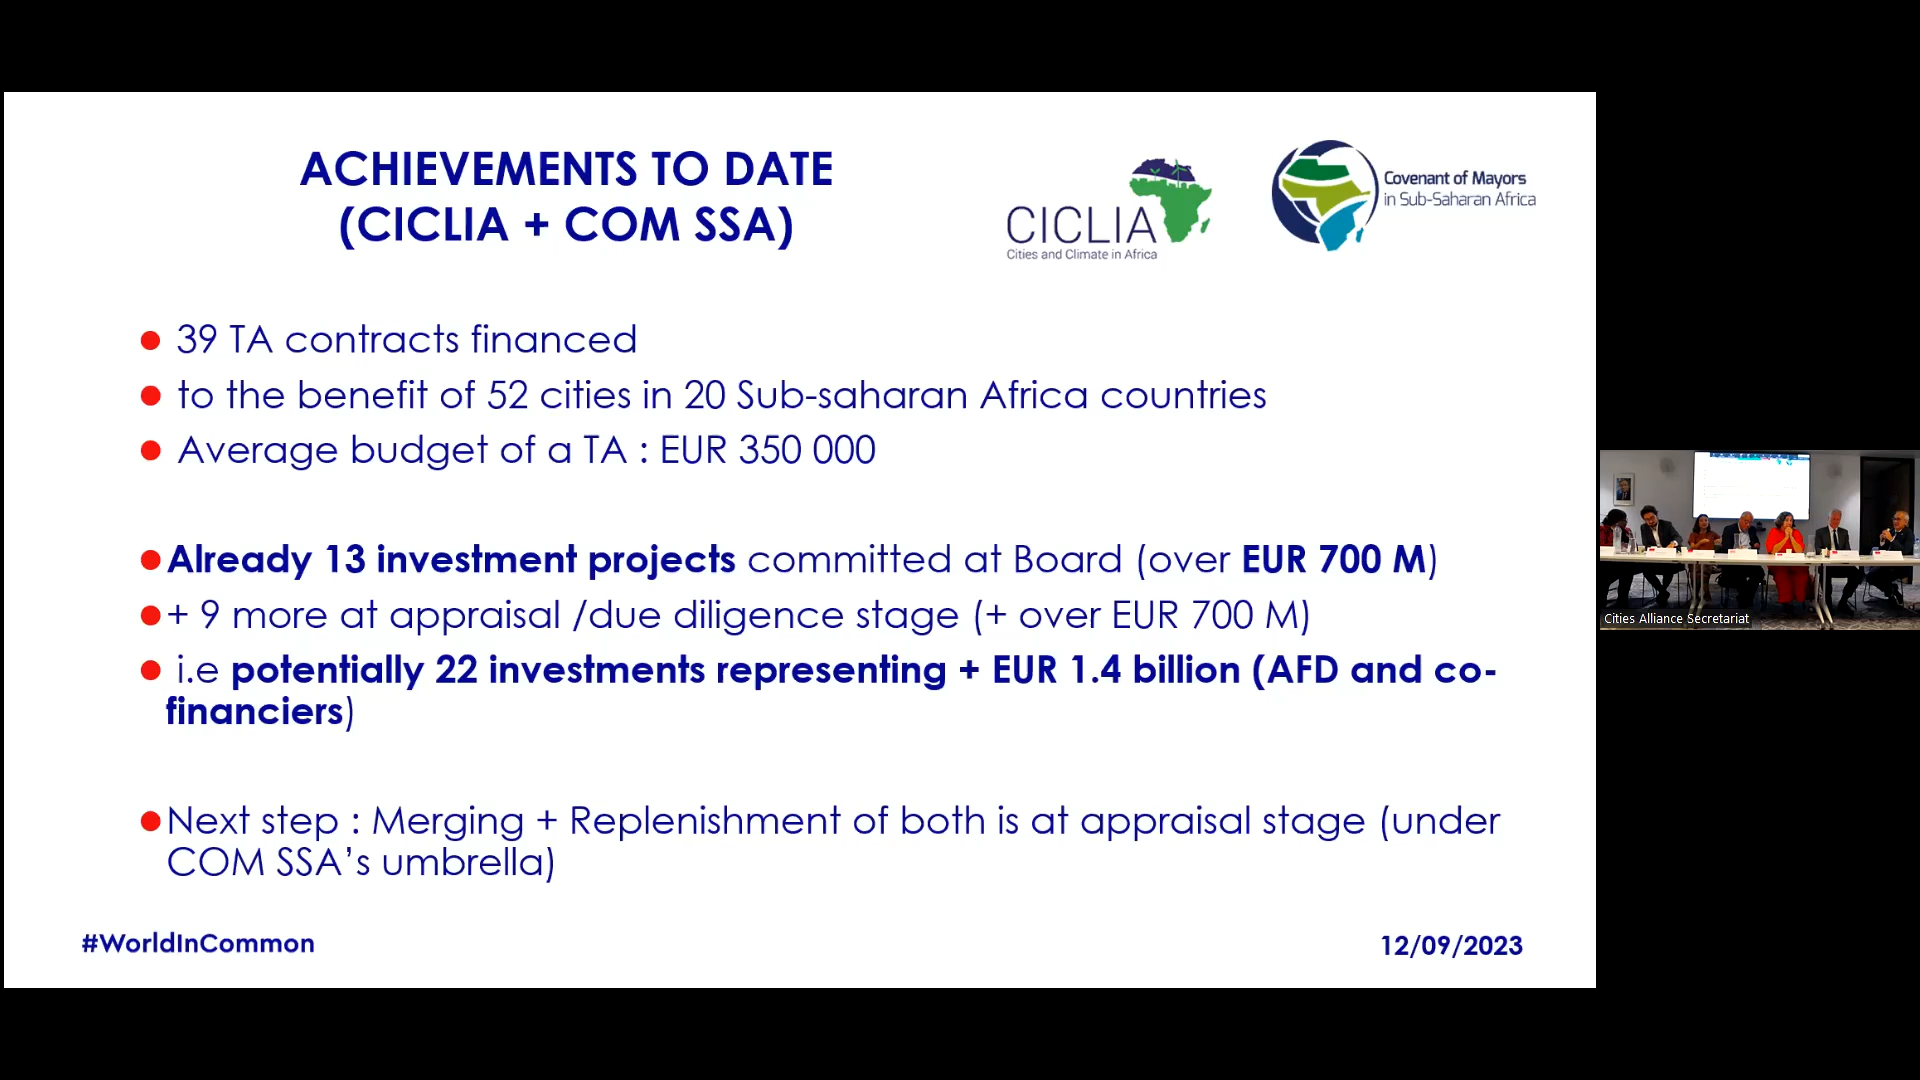 ACHIEVEMENTS TO DATE
(CICLIA + COM SSA)
CICLIA
Cities and Climate in Africa
Covenant of Mayors
in Sub-Saharan Africa
39 TA contracts financed
to the benefit of 52 cities in 20 Sub-saharan Africa countries
Average budget of a TA : EUR 350 000
Already 13 investment projects committed at Board (over EUR 700 M)
+ 9 more at appraisal /due diligence stage (+ over EUR 700 M)
i.e potentially 22 investments representing + EUR 1.4 billion (AFD and co-
financiers)
Next step : Merging + Replenishment of both is at appraisal stage (under
COM SSA’s umbrella)
#WorldInCommon
12/09/2023
Cities Alliance Secretariat